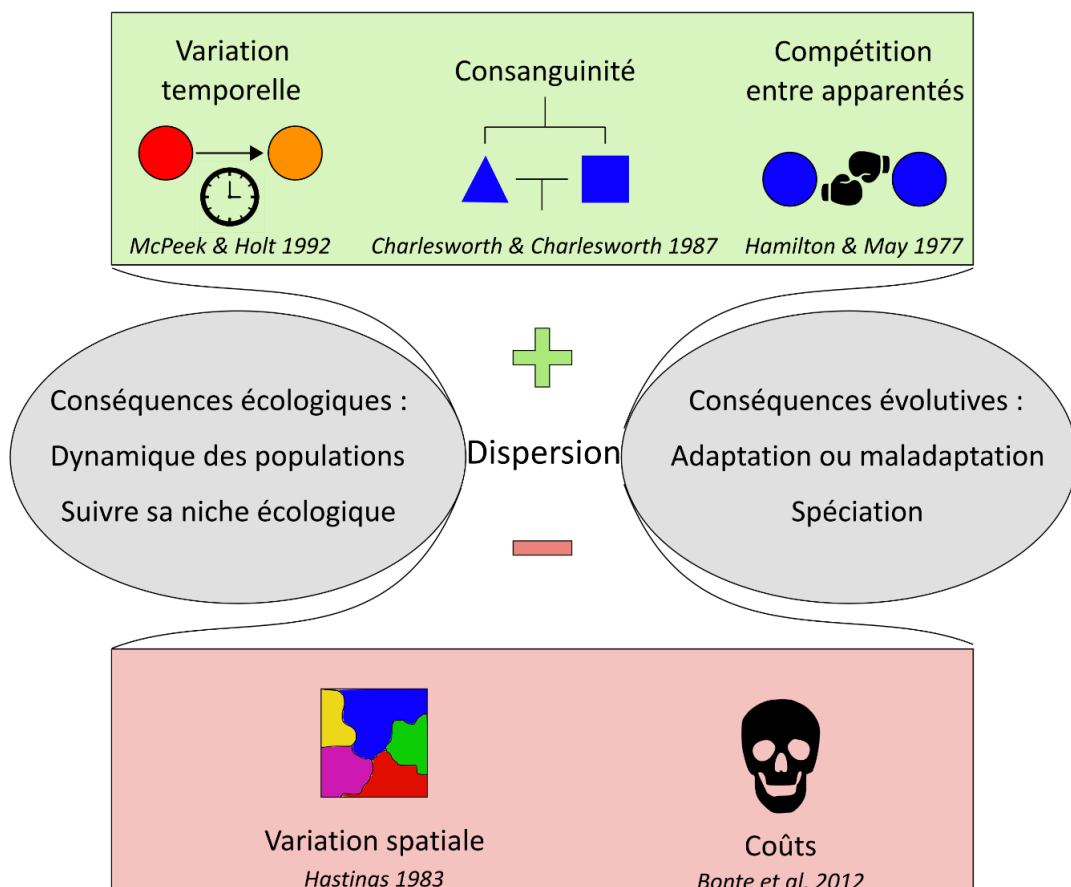 Variation
temporelle
McPeek & Holt 1992
Consanguinité
Charlesworth & Charlesworth 1987
Compétition
entre apparentés
Hamilton & May 1977
Conséquences écologiques :
Dynamique des populations
Suivre sa niche écologique
Dispersion
Conséquences évolutives :
Adaptation ou maladaptation
Spéciation
Variation spatiale
Hastings 1983
Coûts
Bonte et al. 2012